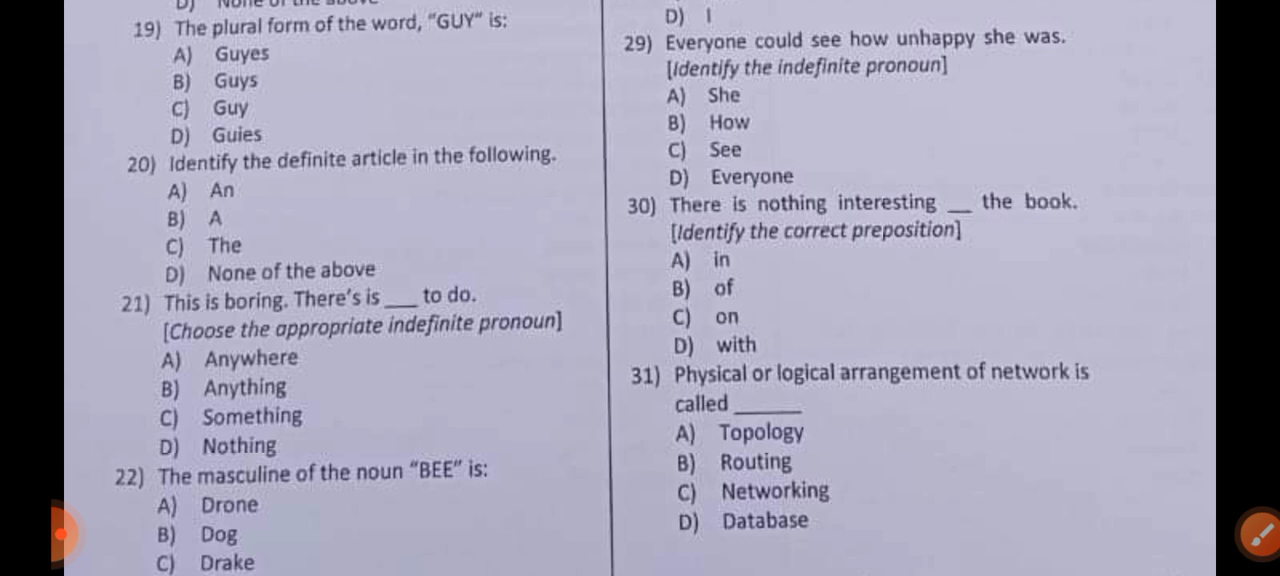 D) None of the above
19) The plural form of the word, "GUY" is:
A) Guyes
B) Guys
C) Guy
D) Guies
20) Identify the definite article in the following.
A) An
B) A
C) The
D) None of the above
21) This is boring. There's is ___ to do.
[Choose the appropriate indefinite pronoun]
A) Anywhere
B) Anything
C) Something
D) Nothing
22) The masculine of the noun "BEE" is:
A) Drone
B) Dog
C) Drake
D) I
29) Everyone could see how unhappy she was.
[Identify the indefinite pronoun]
A) She
B) How
C) See
D) Everyone
30) There is nothing interesting __ the book.
[Identify the correct preposition]
A) in
B) of
C) on
D) with
31) Physical or logical arrangement of network is
called ______
A) Topology
B) Routing
C) Networking
D) Database